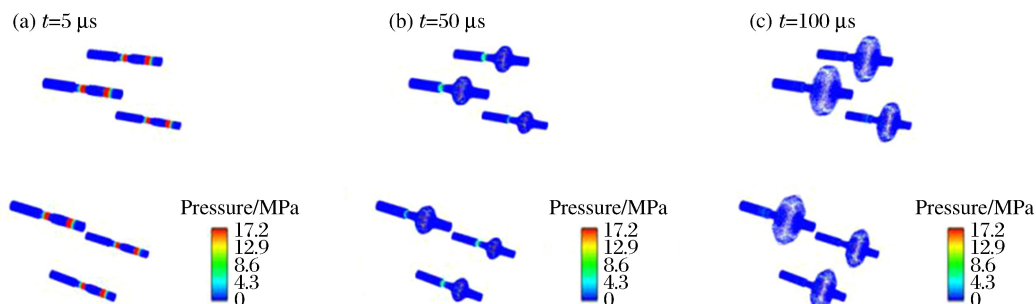 (a) t=5 μs
(b) t=50 μs
(c) t=100 μs
Pressure/MPa
17.2
12.9
8.6
4.3
0
Pressure/MPa
17.2
12.9
8.6
4.3
0
Pressure/MPa
17.2
12.9
8.6
4.3
0